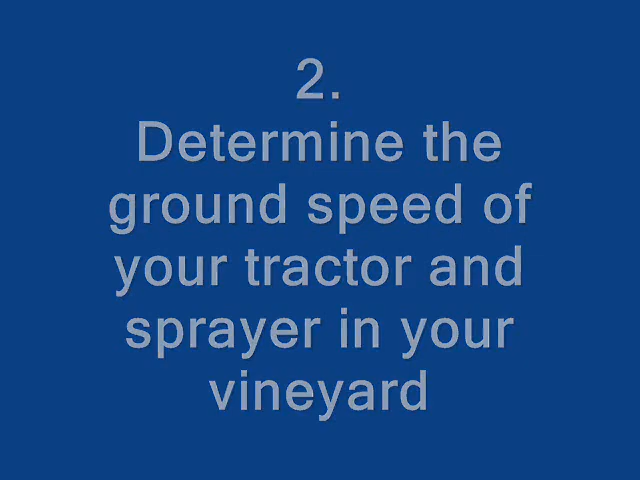 2.
Determine the
ground speed of
your tractor and
sprayer in your
vineyard